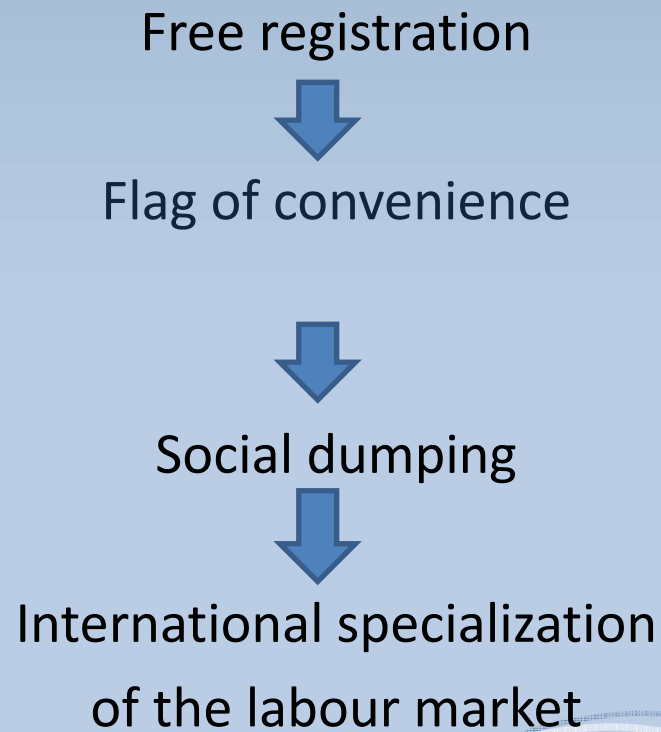 Free registration
Flag of convenience
Social dumping
International specialization
of the labour market